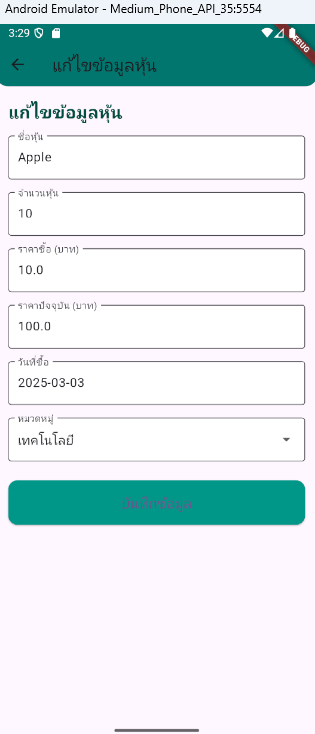 Android Emulator - Medium_Phone_API_35:5554
3:29
DEBUG
แก้ไขข้อมูลหุ้น
แก้ไขข้อมูลหุ้น
ชื่อหุ้น
Apple
จำนวนหุ้น
10
ราคาซื้อ (บาท)
10.0
ราคาปัจจุบัน (บาท)
100.0
วันที่ซื้อ
2025-03-03
หมวดหมู่
เทคโนโลยี
บันทึกข้อมูล